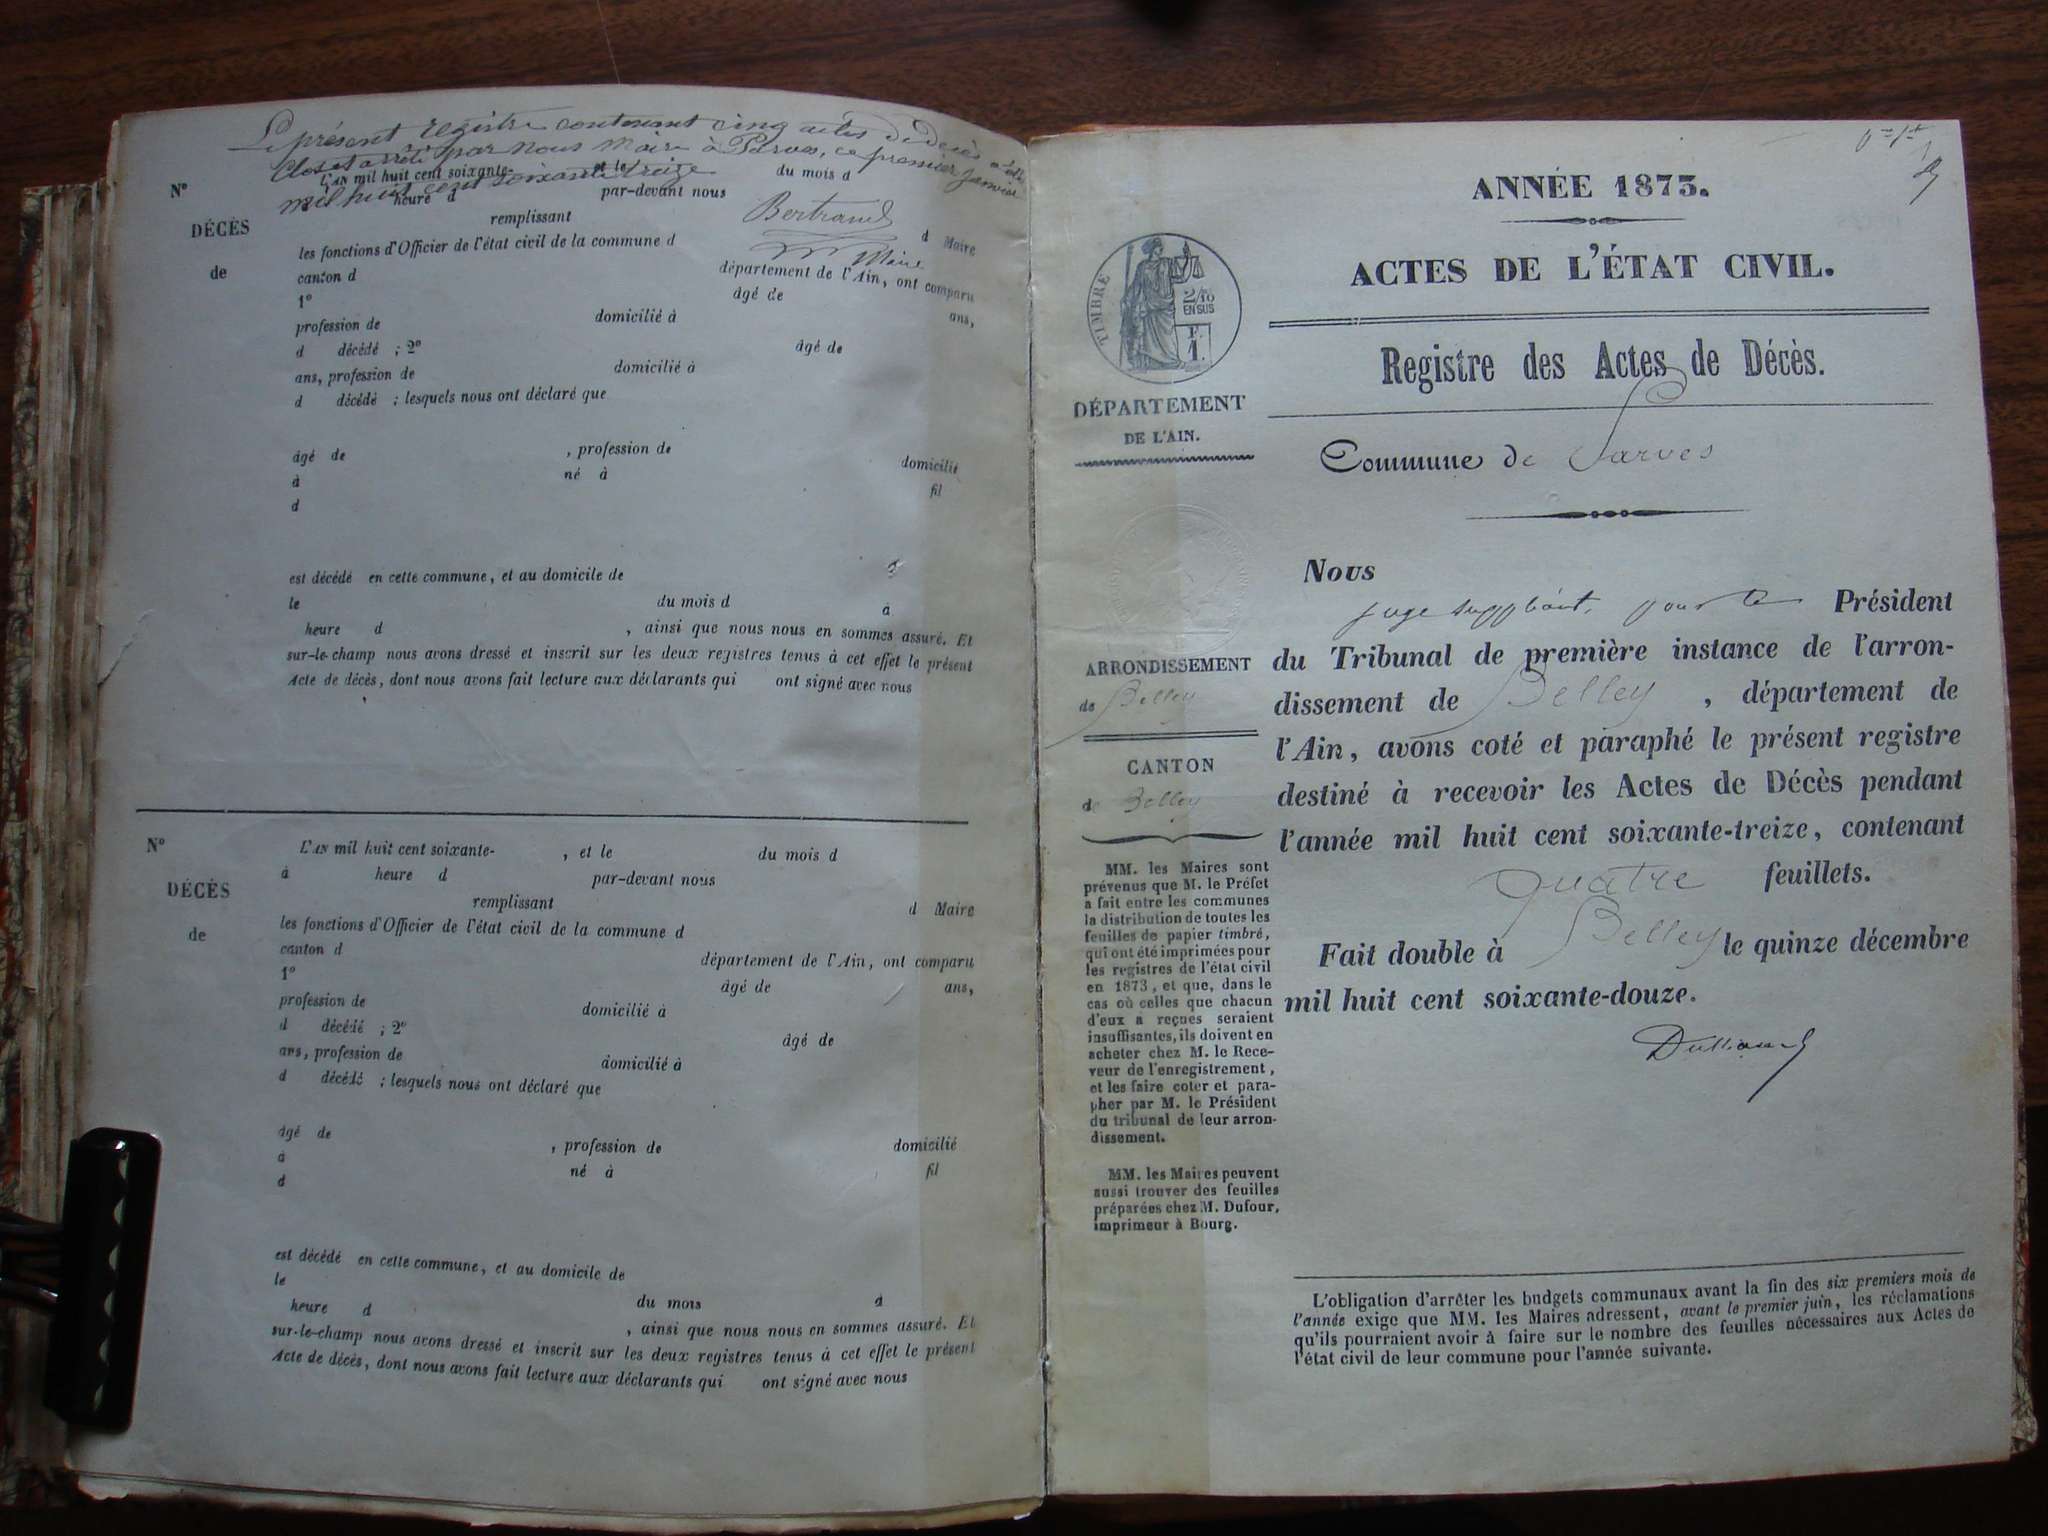 Le présent registre contenant cinq actes de décès a été
clos et arrêté par nous Maire à Parves, ce premier Janvier
mil huit cent soixante treize
Bertrand
Maire
N°
DÉCÈS
de
L'AN mil huit cent soixante- et le du mois d
heure d par-devant nous
remplissant
les fonctions d'Officier de l'état civil de la commune d d Maire
canton d département de l'Ain, ont comparu
1° âgé de ans,
profession de domicilié à
d décédé ; 2° âgé de
ans, profession de domicilié à
d décédé ; lesquels nous ont déclaré que
âgé de , profession de domicilié
à né à fil
d
est décédé en cette commune, et au domicile de
le du mois d à
heure d , ainsi que nous nous en sommes assuré. Et
sur-le-champ nous avons dressé et inscrit sur les deux registres tenus à cet effet le présent
Acte de décès, dont nous avons fait lecture aux déclarants qui ont signé avec nous
N°
DÉCÈS
de
L'AN mil huit cent soixante- , et le du mois d
à heure d par-devant nous
remplissant d Maire
les fonctions d'Officier de l'état civil de la commune d
canton d département de l'Ain, ont comparu
1° âgé de ans,
profession de domicilié à
d décédé ; 2° âgé de
ans, profession de domicilié à
d décédé ; lesquels nous ont déclaré que
âgé de , profession de domicilié
à né à fil
d
est décédé en cette commune, et au domicile de
le du mois d
heure d , ainsi que nous nous en sommes assuré. Et
sur-le-champ nous avons dressé et inscrit sur les deux registres tenus à cet effet le présent
Acte de décès, dont nous avons fait lecture aux déclarants qui ont signé avec nous
TIMBRE
2/10
EN SUS
F.
1.
DÉPARTEMENT
DE L'AIN.
ARRONDISSEMENT
de Belley
CANTON
de Belley
MM. les Maires sont
prévenus que M. le Préfet
a fait entre les communes
la distribution de toutes les
feuilles de papier timbré,
qui ont été imprimées pour
les registres de l'état civil
en 1873, et que, dans le
cas où celles que chacun
d'eux a reçues seraient
insuffisantes, ils doivent en
acheter chez M. le Rece-
veur de l'enregistrement,
et les faire coter et para-
pher par M. le Président
du tribunal de leur arron-
dissement.
MM. les Maires peuvent
aussi trouver des feuilles
préparées chez M. Dufour,
imprimeur à Bourg.
ANNÉE 1873.
ACTES DE L'ÉTAT CIVIL.
Registre des Actes de Décès.
Commune de Parves
Nous
juge suppléant, pour le Président
du Tribunal de première instance de l'arron-
dissement de Belley , département de
l'Ain, avons coté et paraphé le présent registre
destiné à recevoir les Actes de Décès pendant
l'année mil huit cent soixante-treize, contenant
quatre feuillets.
Fait double à Belley le quinze décembre
mil huit cent soixante-douze.
L'obligation d'arrêter les budgets communaux avant la fin des six premiers mois de
l'année exige que MM. les Maires adressent, avant le premier juin, les réclamations
qu'ils pourraient avoir à faire sur le nombre des feuilles nécessaires aux Actes de
l'état civil de leur commune pour l'année suivante.